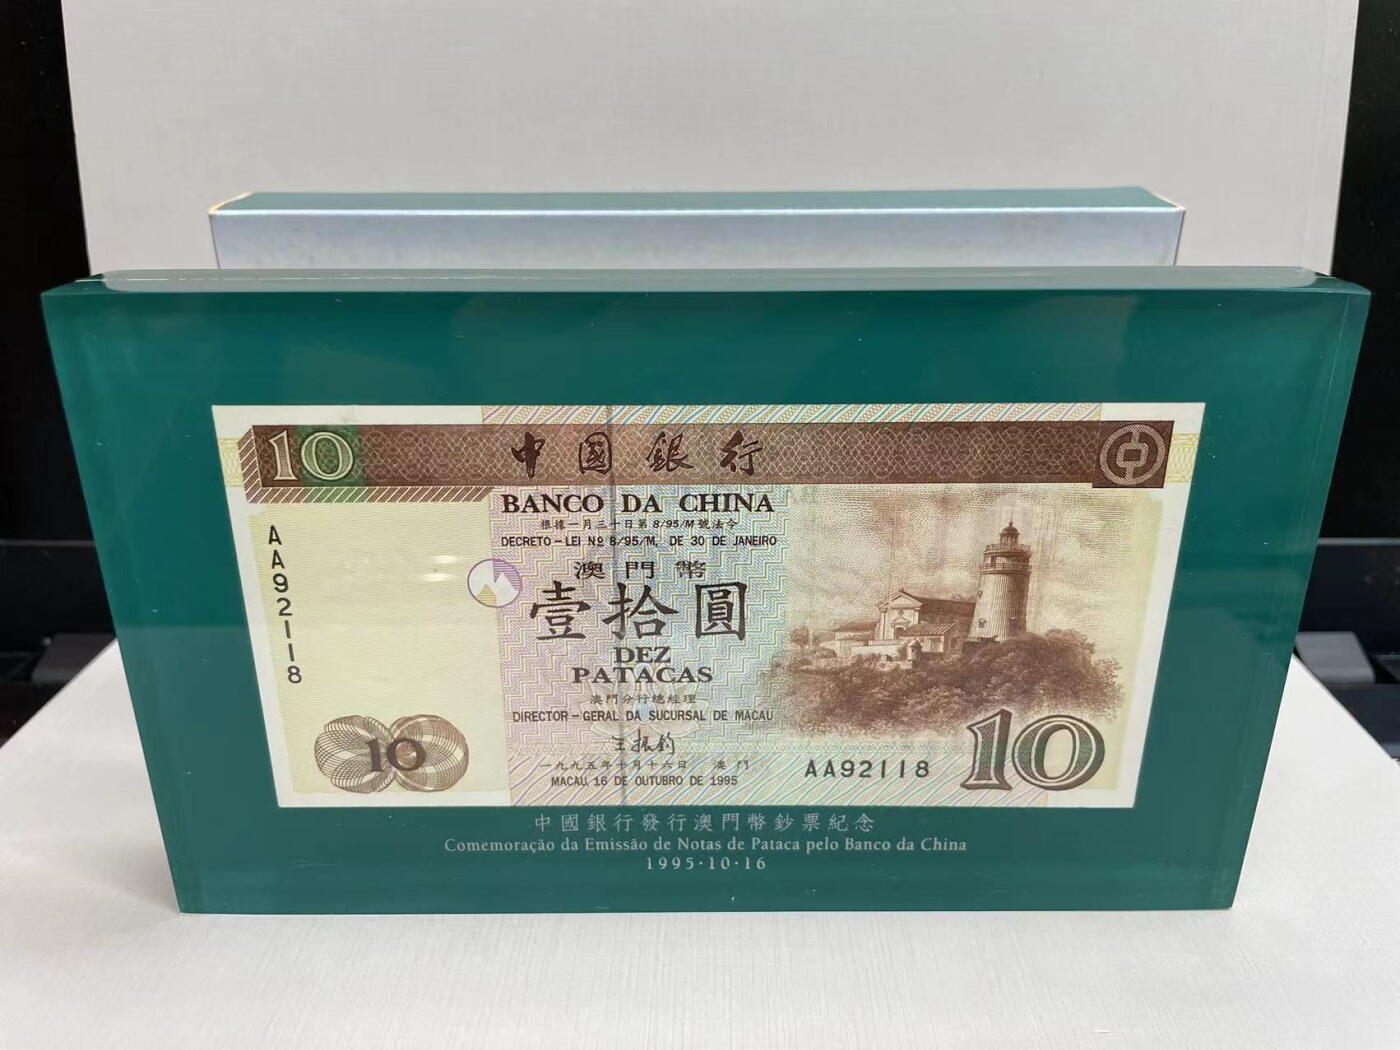 10
中國銀行
BANCO DA CHINA
根據一月三十日第8/95/M號法令
DECRETO-LEI Nº 8/95/M, DE 30 DE JANEIRO
AA92118
澳門幣
壹拾圓
DEZ
PATACAS
澳門分行總經理
DIRECTOR-GERAL DA SUCURSAL DE MACAU
王振鈞
一九九五年十月十六日 澳門
MACAU, 16 DE OUTUBRO DE 1995
10
AA92118
10
中國銀行發行澳門幣鈔票紀念
Comemoração da Emissão de Notas de Pataca pelo Banco da China
1995·10·16